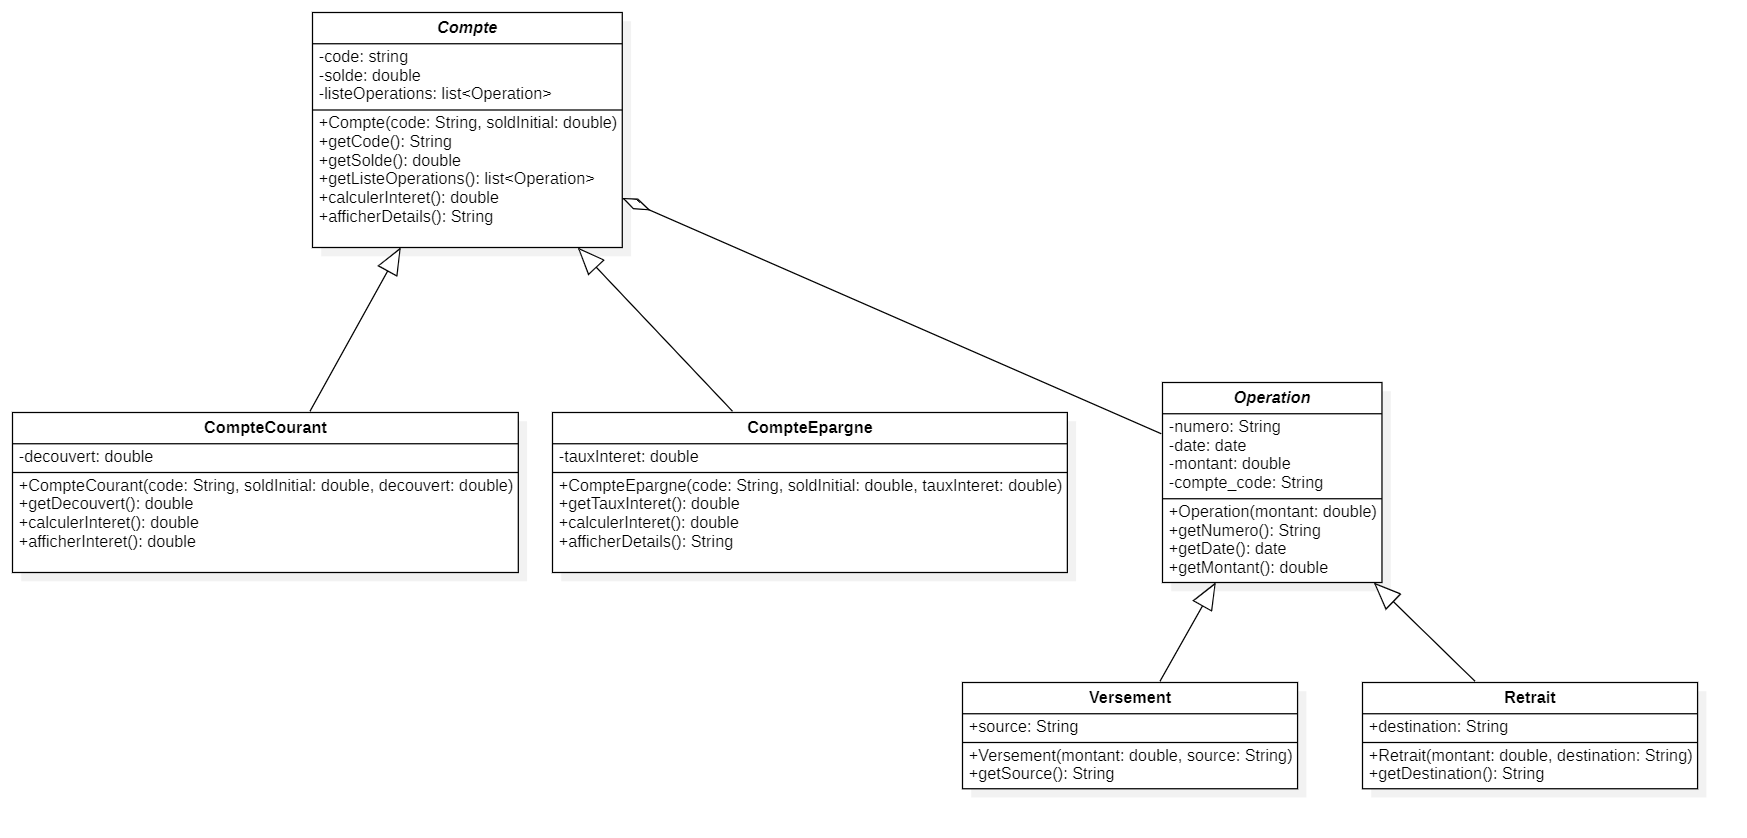 Compte
-code: string
-solde: double
-listeOperations: list<Operation>
+Compte(code: String, soldInitial: double)
+getCode(): String
+getSolde(): double
+getListeOperations(): list<Operation>
+calculerInteret(): double
+afficherDetails(): String
CompteCourant
-decouvert: double
+CompteCourant(code: String, soldInitial: double, decouvert: double)
+getDecouvert(): double
+calculerInteret(): double
+afficherInteret(): double
CompteEpargne
-tauxInteret: double
+CompteEpargne(code: String, soldInitial: double, tauxInteret: double)
+getTauxInteret(): double
+calculerInteret(): double
+afficherDetails(): String
Operation
-numero: String
-date: date
-montant: double
-compte_code: String
+Operation(montant: double)
+getNumero(): String
+getDate(): date
+getMontant(): double
Versement
+source: String
+Versement(montant: double, source: String)
+getSource(): String
Retrait
+destination: String
+Retrait(montant: double, destination: String)
+getDestination(): String